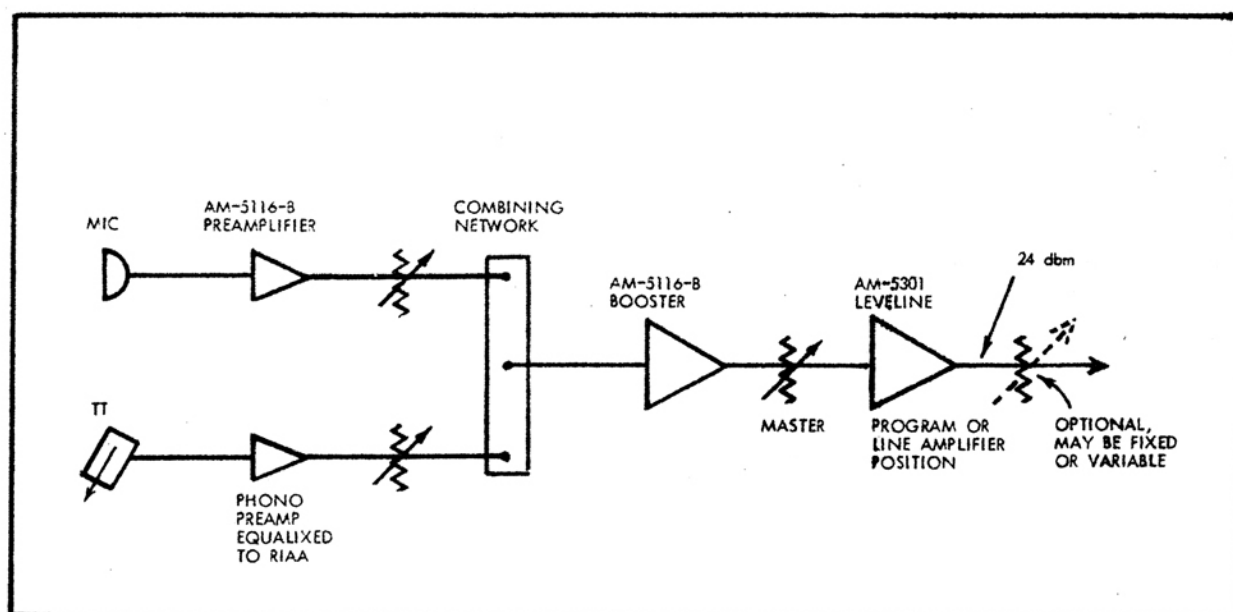 MIC
AM-5116-B
PREAMPLIFIER
COMBINING
NETWORK
AM-5116-B
BOOSTER
AM-5301
LEVELINE
24 dbm
MASTER
PROGRAM OR
LINE AMPLIFIER
POSITION
OPTIONAL,
MAY BE FIXED
OR VARIABLE
TT
PHONO
PREAMP
EQUALIXED
TO RIAA